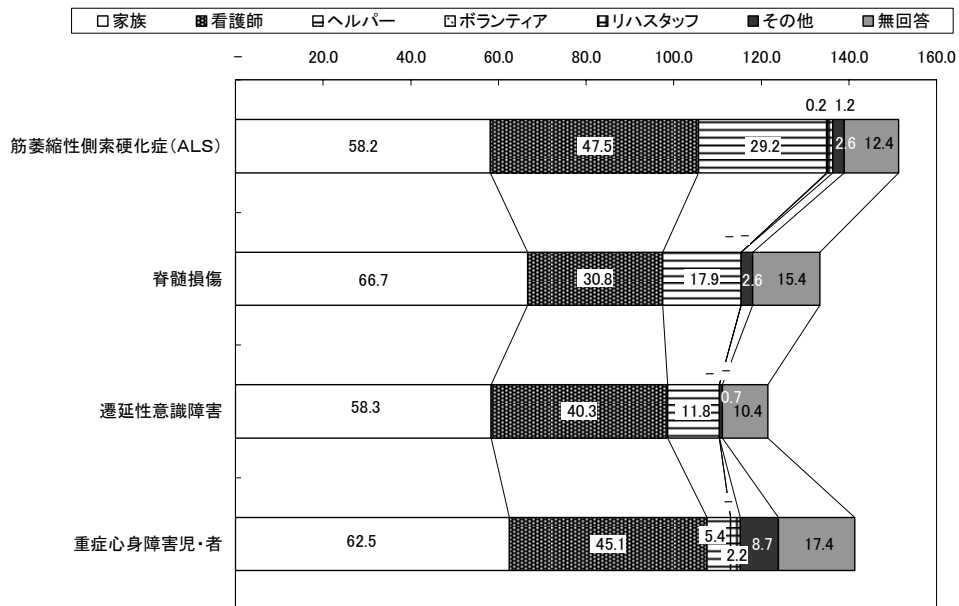 家族 看護師 ヘルパー ボランティア リハスタッフ その他 無回答
– 20.0 40.0 60.0 80.0 100.0 120.0 140.0 160.0
0.2 1.2
筋萎縮性側索硬化症(ALS) 58.2 47.5 29.2 2.6 12.4
– –
脊髄損傷 66.7 30.8 17.9 2.6 15.4
– –
遷延性意識障害 58.3 40.3 11.8 0.7 10.4
–
重症心身障害児・者 62.5 45.1 5.4 2.2 8.7 17.4